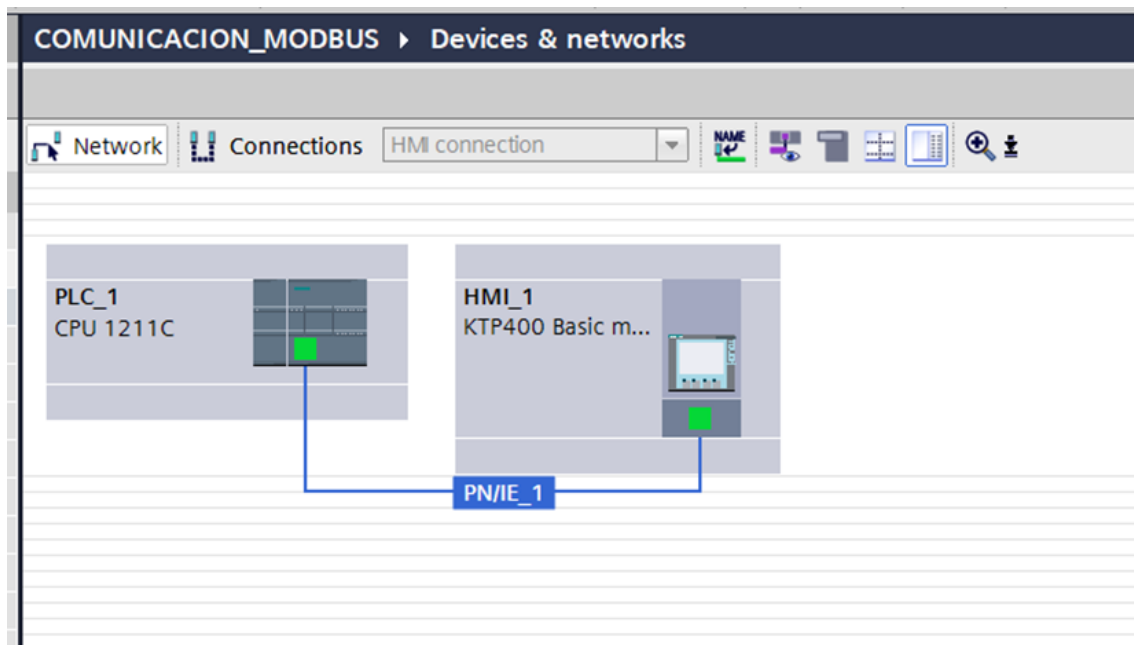 COMUNICACION_MODBUS ▸ Devices & networks
Network Connections HMI connection NAME
PLC_1
CPU 1211C
HMI_1
KTP400 Basic m...
PN/IE_1